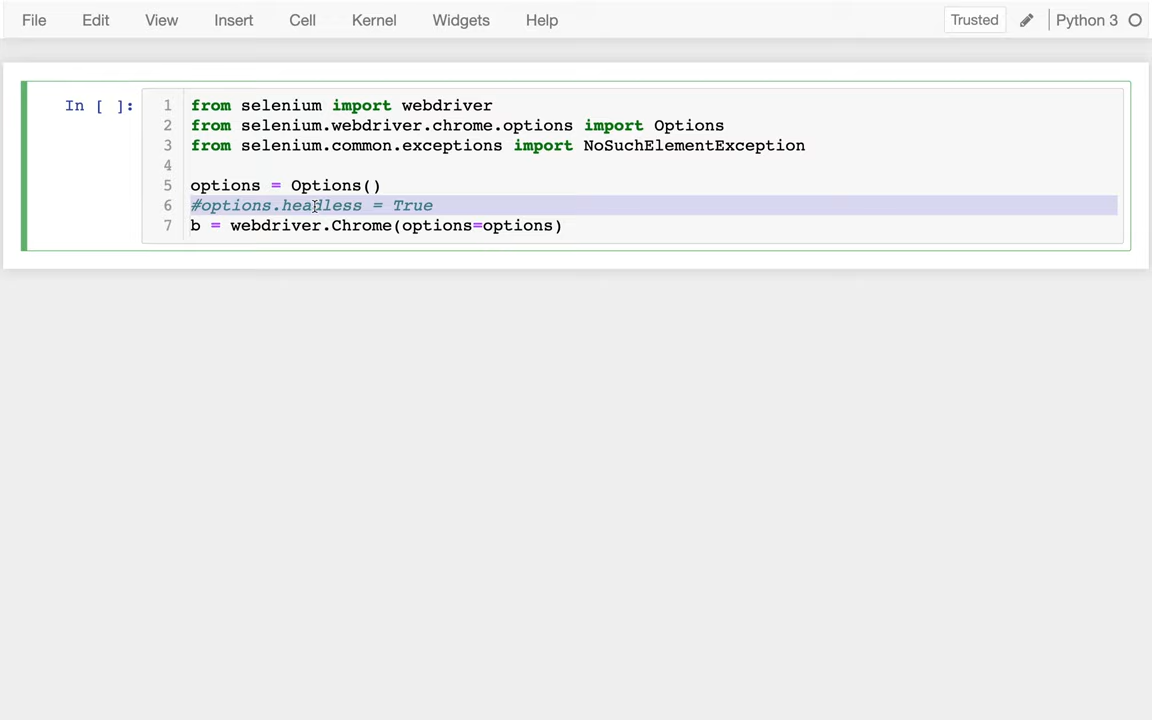 File Edit View Insert Cell Kernel Widgets Help Trusted Python 3
In [ ]:
1 from selenium import webdriver
2 from selenium.webdriver.chrome.options import Options
3 from selenium.common.exceptions import NoSuchElementException
4
5 options = Options()
6 #options.headless = True
7 b = webdriver.Chrome(options=options)